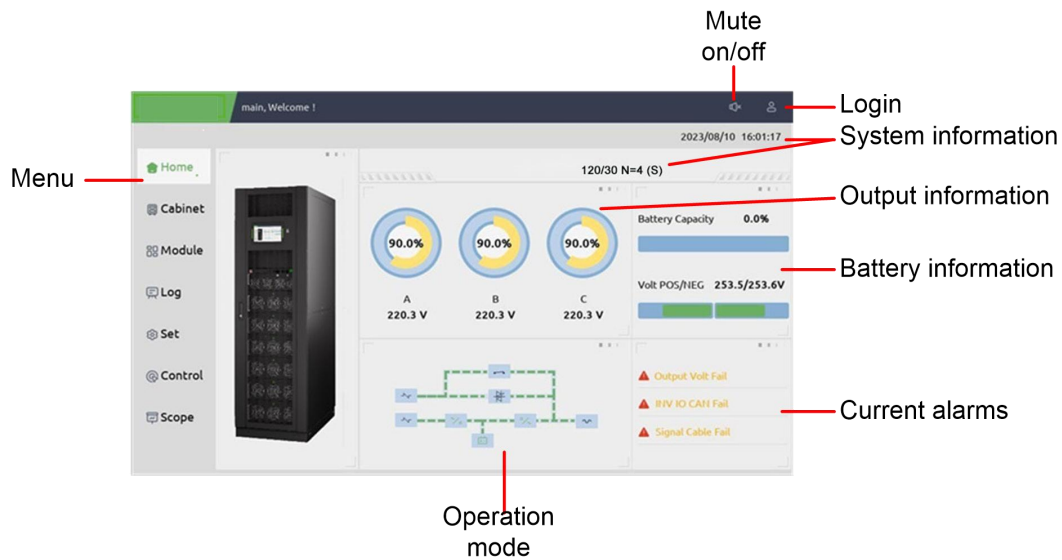 Mute
on/off
main, Welcome !
Login
2023/08/10 16:01:17
System information
Menu
Home
120/30 N=4 (S)
Output information
Cabinet
Battery Capacity 0.0%
Module
90.0% 90.0% 90.0%
Battery information
Log
Volt POS/NEG 253.5/253.6V
A B C
220.3 V 220.3 V 220.3 V
Set
Control
Output Volt Fail
INV IO CAN Fail
Current alarms
Scope
Signal Cable Fail
Operation
mode